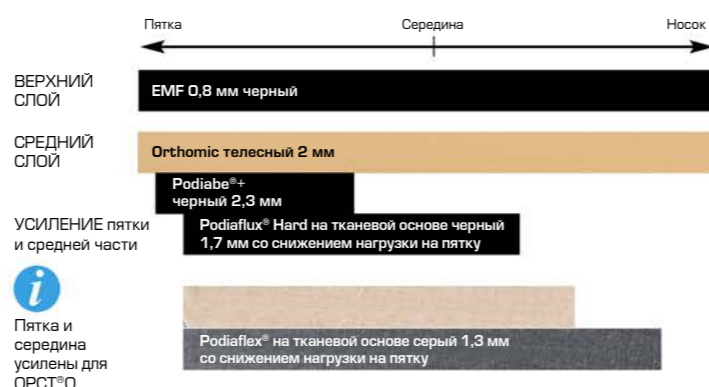 Пятка Середина Носок
ВЕРХНИЙ
СЛОЙ
EMF 0,8 мм черный
СРЕДНИЙ
СЛОЙ
Orthomic телесный 2 мм
Podiabe®+
черный 2,3 мм
УСИЛЕНИЕ пятки
и средней части
Podiaflux® Hard на тканевой основе черный
1,7 мм со снижением нагрузки на пятку
i
Пятка и
середина
усилены для
ОРСТ®О
Podiaflex® на тканевой основе серый 1,3 мм
со снижением нагрузки на пятку